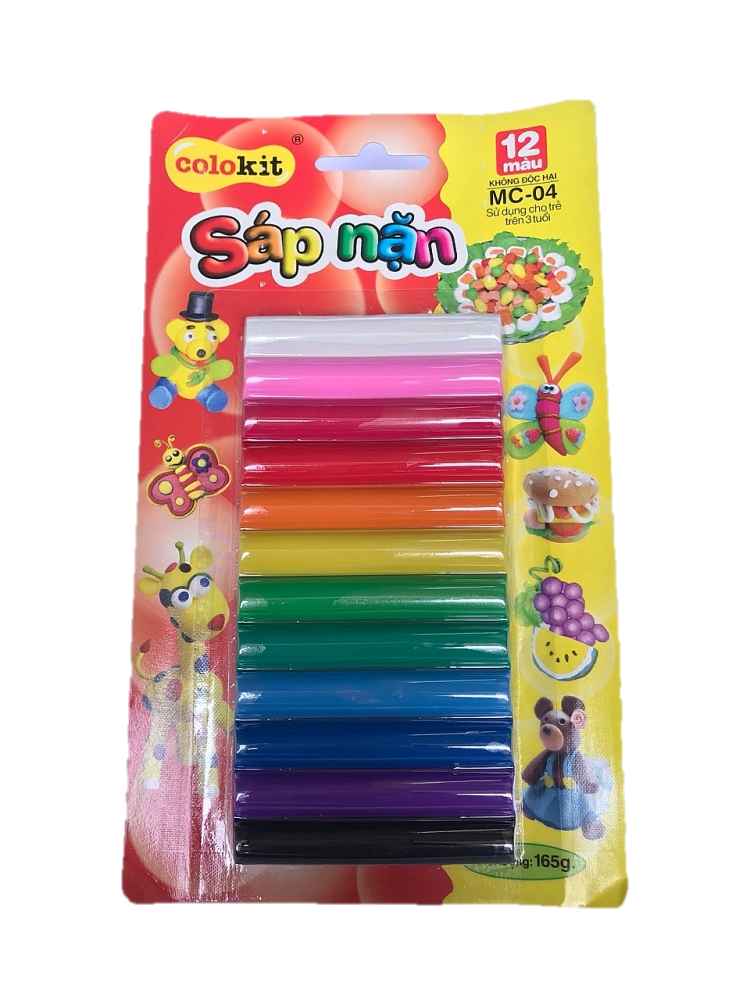 colokit ®
Sáp nặn
12
màu
KHÔNG ĐỘC HẠI
MC-04
Sử dụng cho trẻ
trên 3 tuổi
165g